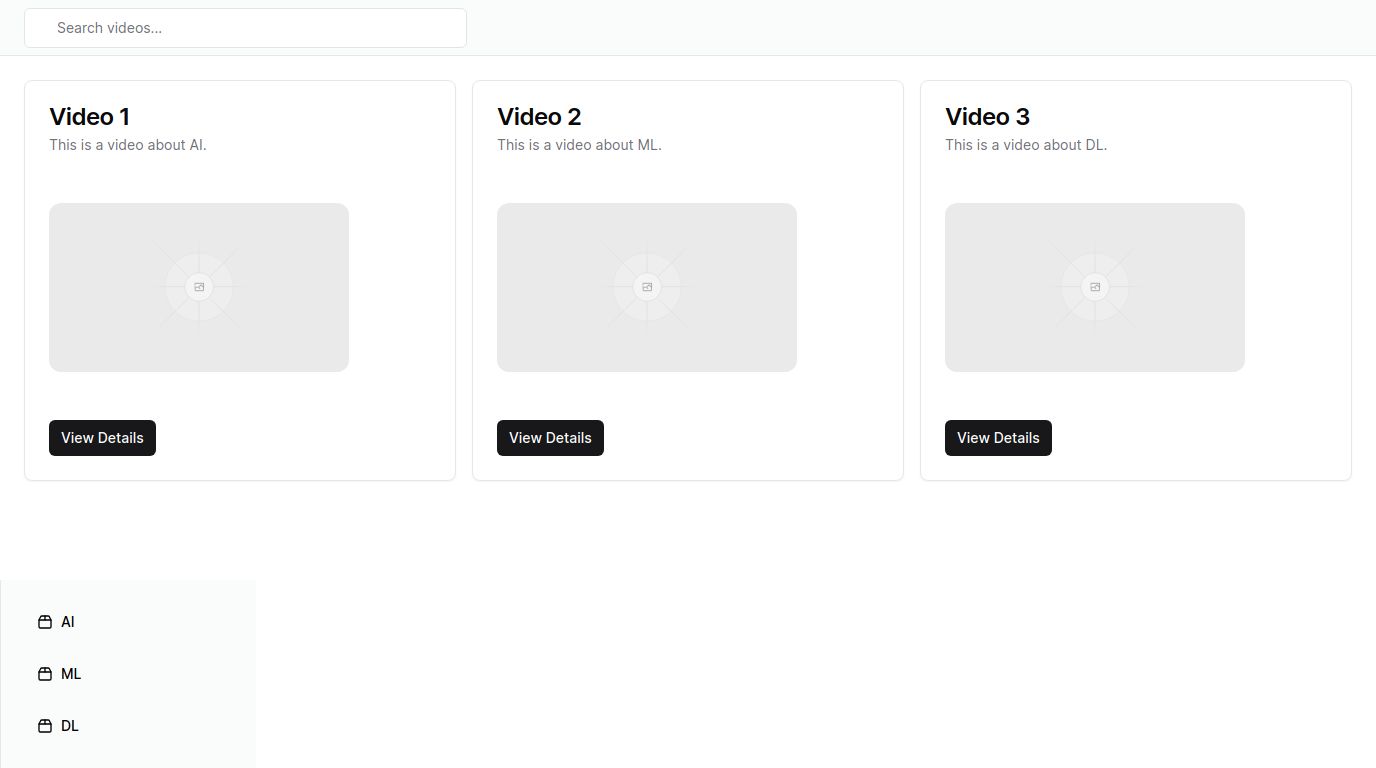 Search videos...
Video 1
This is a video about AI.
View Details
Video 2
This is a video about ML.
View Details
Video 3
This is a video about DL.
View Details
AI
ML
DL